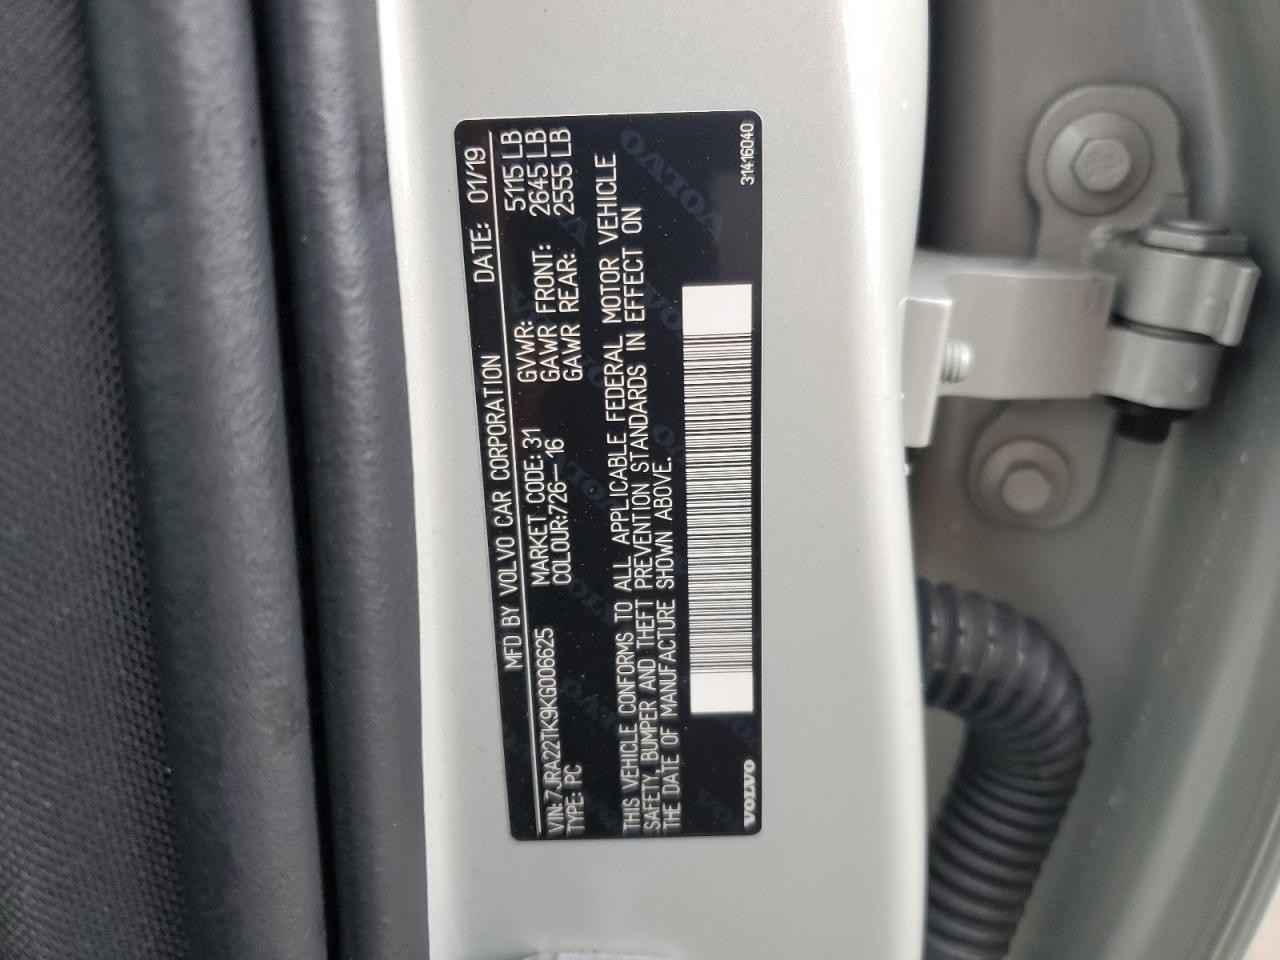 MFD BY VOLVO CAR CORPORATION DATE: 01/19
VIN: 7JRA22TK9KG006625 MARKET CODE: 31 GVWR: 5115 LB
TYPE: PC COLOUR: 726-16 GAWR FRONT: 2645 LB
GAWR REAR: 2555 LB
THIS VEHICLE CONFORMS TO ALL APPLICABLE FEDERAL MOTOR VEHICLE
SAFETY, BUMPER AND THEFT PREVENTION STANDARDS IN EFFECT ON
THE DATE OF MANUFACTURE SHOWN ABOVE.
VOLVO 31416040